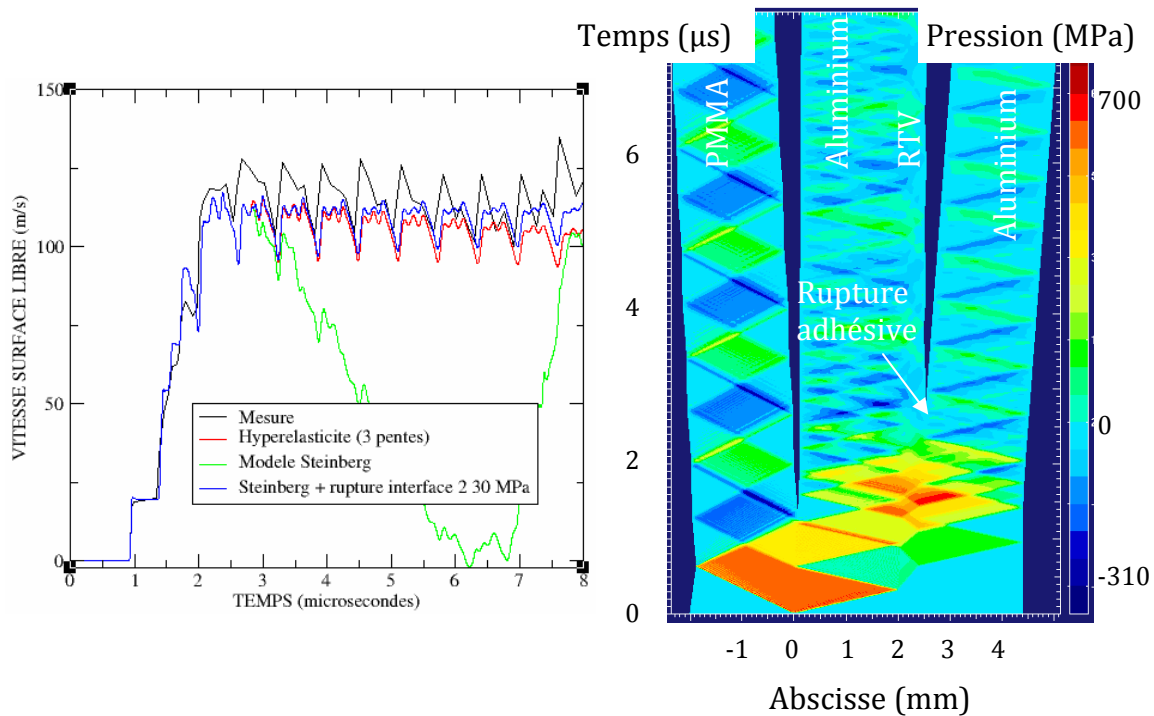 150
100
50
0
VITESSE SURFACE LIBRE (m/s)
Mesure
Hyperelasticite (3 pentes)
Modele Steinberg
Steinberg + rupture interface 2 30 MPa
0 1 2 3 4 5 6 7 8
TEMPS (microsecondes)
Temps (µs)
Pression (MPa)
PMMA
Aluminium
RTV
Aluminium
Rupture
adhésive
6
4
2
0
700
0
-310
-1 0 1 2 3 4
Abscisse (mm)